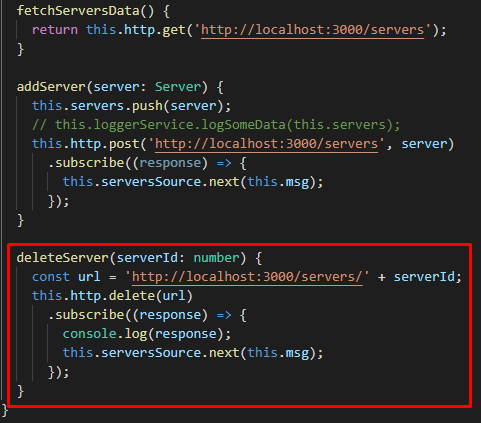 fetchServersData() {
return this.http.get('http://localhost:3000/servers');
}
addServer(server: Server) {
this.servers.push(server);
// this.loggerService.logSomeData(this.servers);
this.http.post('http://localhost:3000/servers', server)
.subscribe((response) => {
this.serversSource.next(this.msg);
});
}
deleteServer(serverId: number) {
const url = 'http://localhost:3000/servers/' + serverId;
this.http.delete(url)
.subscribe((response) => {
console.log(response);
this.serversSource.next(this.msg);
});
}
}